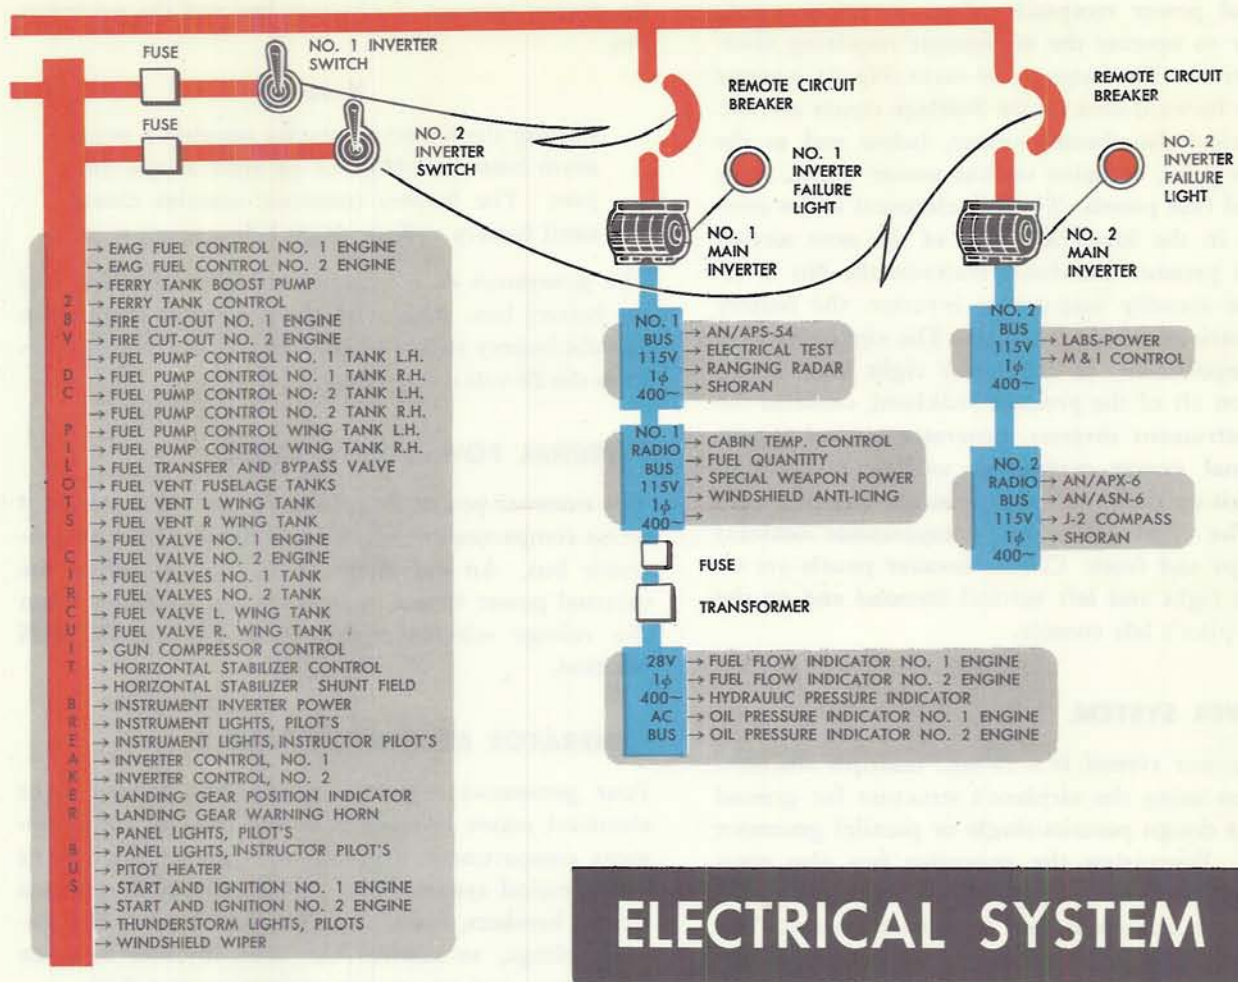 FUSE
NO. 1 INVERTER
SWITCH
FUSE
NO. 2
INVERTER
SWITCH
REMOTE CIRCUIT
BREAKER
REMOTE CIRCUIT
BREAKER
NO. 1
INVERTER
FAILURE
LIGHT
NO. 2
INVERTER
FAILURE
LIGHT
NO. 1
MAIN
INVERTER
NO. 2
MAIN
INVERTER
28V DC PILOTS CIRCUIT BREAKER BUS
→ EMG FUEL CONTROL NO. 1 ENGINE
→ EMG FUEL CONTROL NO. 2 ENGINE
→ FERRY TANK BOOST PUMP
→ FERRY TANK CONTROL
→ FIRE CUT-OUT NO. 1 ENGINE
→ FIRE CUT-OUT NO. 2 ENGINE
→ FUEL PUMP CONTROL NO. 1 TANK L.H.
→ FUEL PUMP CONTROL NO. 1 TANK R.H.
→ FUEL PUMP CONTROL NO. 2 TANK L.H.
→ FUEL PUMP CONTROL NO. 2 TANK R.H.
→ FUEL PUMP CONTROL WING TANK L.H.
→ FUEL PUMP CONTROL WING TANK R.H.
→ FUEL TRANSFER AND BYPASS VALVE
→ FUEL VENT FUSELAGE TANKS
→ FUEL VENT L WING TANK
→ FUEL VENT R WING TANK
→ FUEL VALVE NO. 1 ENGINE
→ FUEL VALVE NO. 2 ENGINE
→ FUEL VALVES NO. 1 TANK
→ FUEL VALVES NO. 2 TANK
→ FUEL VALVE L. WING TANK
→ FUEL VALVE R. WING TANK
→ GUN COMPRESSOR CONTROL
→ HORIZONTAL STABILIZER CONTROL
→ HORIZONTAL STABILIZER SHUNT FIELD
→ INSTRUMENT INVERTER POWER
→ INSTRUMENT LIGHTS, PILOT'S
→ INSTRUMENT LIGHTS, INSTRUCTOR PILOT'S
→ INVERTER CONTROL, NO. 1
→ INVERTER CONTROL, NO. 2
→ LANDING GEAR POSITION INDICATOR
→ LANDING GEAR WARNING HORN
→ PANEL LIGHTS, PILOT'S
→ PANEL LIGHTS, INSTRUCTOR PILOT'S
→ PITOT HEATER
→ START AND IGNITION NO. 1 ENGINE
→ START AND IGNITION NO. 2 ENGINE
→ THUNDERSTORM LIGHTS, PILOTS
→ WINDSHIELD WIPER
NO. 1
BUS
115V
1ϕ
400~
→ AN/APS-54
→ ELECTRICAL TEST
→ RANGING RADAR
→ SHORAN
NO. 2
BUS
115V
1ϕ
400~
→ LABS-POWER
→ M & I CONTROL
NO. 1
RADIO
BUS
115V
1ϕ
400~
→ CABIN TEMP. CONTROL
→ FUEL QUANTITY
→ SPECIAL WEAPON POWER
→ WINDSHIELD ANTI-ICING
→
NO. 2
RADIO
BUS
115V
1ϕ
400~
→ AN/APX-6
→ AN/ASN-6
→ J-2 COMPASS
→ SHORAN
FUSE
TRANSFORMER
28V
1ϕ
400~
AC
BUS
→ FUEL FLOW INDICATOR NO. 1 ENGINE
→ FUEL FLOW INDICATOR NO. 2 ENGINE
→ HYDRAULIC PRESSURE INDICATOR
→ OIL PRESSURE INDICATOR NO. 1 ENGINE
→ OIL PRESSURE INDICATOR NO. 2 ENGINE
ELECTRICAL SYSTEM